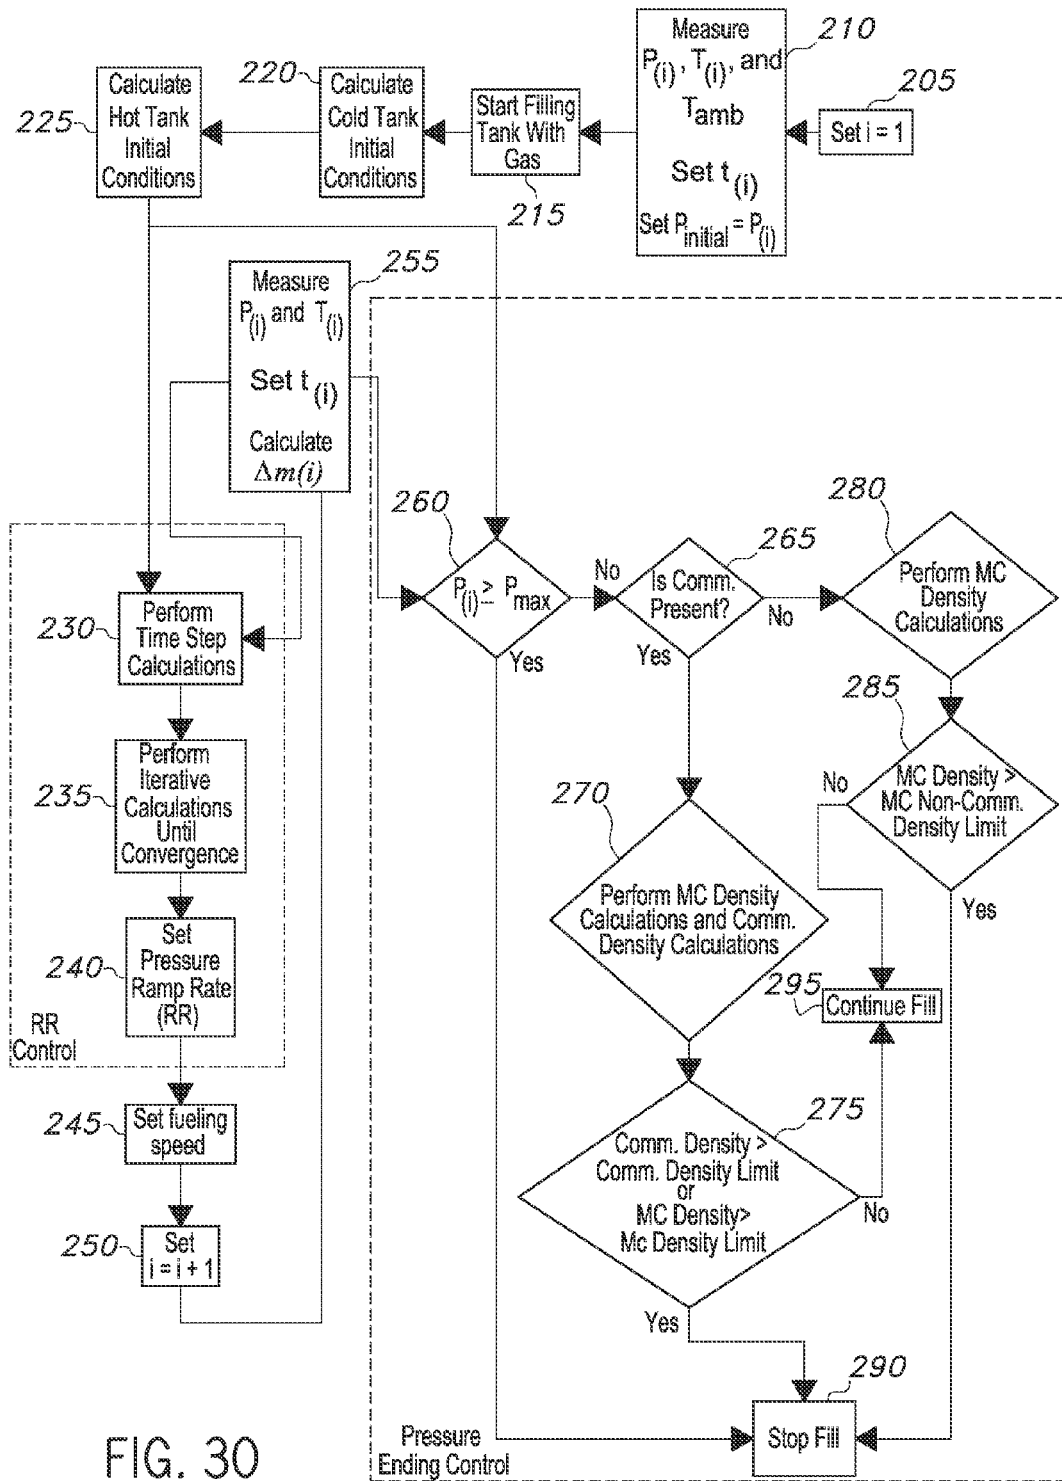 205
Set i = 1
210
Measure
P(i), T(i), and
Tamb
Set t (i)
Set Pinitial = P(i)
Start Filling
Tank With
Gas
215
220
Calculate
Cold Tank
Initial
Conditions
225
Calculate
Hot Tank
Initial
Conditions
255
Measure
P(i) and T(i)
Set t (i)
Calculate
Δm(i)
230
Perform
Time Step
Calculations
235
Perform
Iterative
Calculations
Until
Convergence
240
Set
Pressure
Ramp Rate
(RR)
RR
Control
245
Set fueling
speed
250
Set
i = i + 1
260
P(i) ≥ Pmax
No
Yes
265
Is Comm.
Present?
No
Yes
280
Perform MC
Density
Calculations
285
MC Density >
MC Non-Comm.
Density Limit
No
Yes
270
Perform MC Density
Calculations and Comm.
Density Calculations
295
Continue Fill
275
Comm. Density >
Comm. Density Limit
or
MC Density>
Mc Density Limit
No
Yes
290
Stop Fill
Pressure
Ending Control
FIG. 30